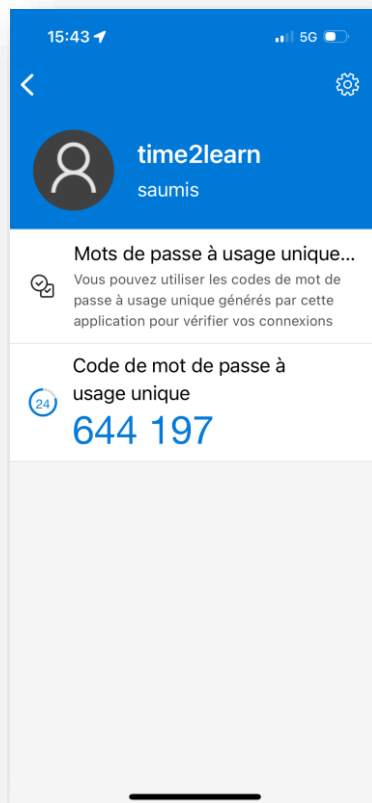 15:43
5G
time2learn
saumis
Mots de passe à usage unique...
Vous pouvez utiliser les codes de mot de
passe à usage unique générés par cette
application pour vérifier vos connexions
Code de mot de passe à
usage unique
24
644 197